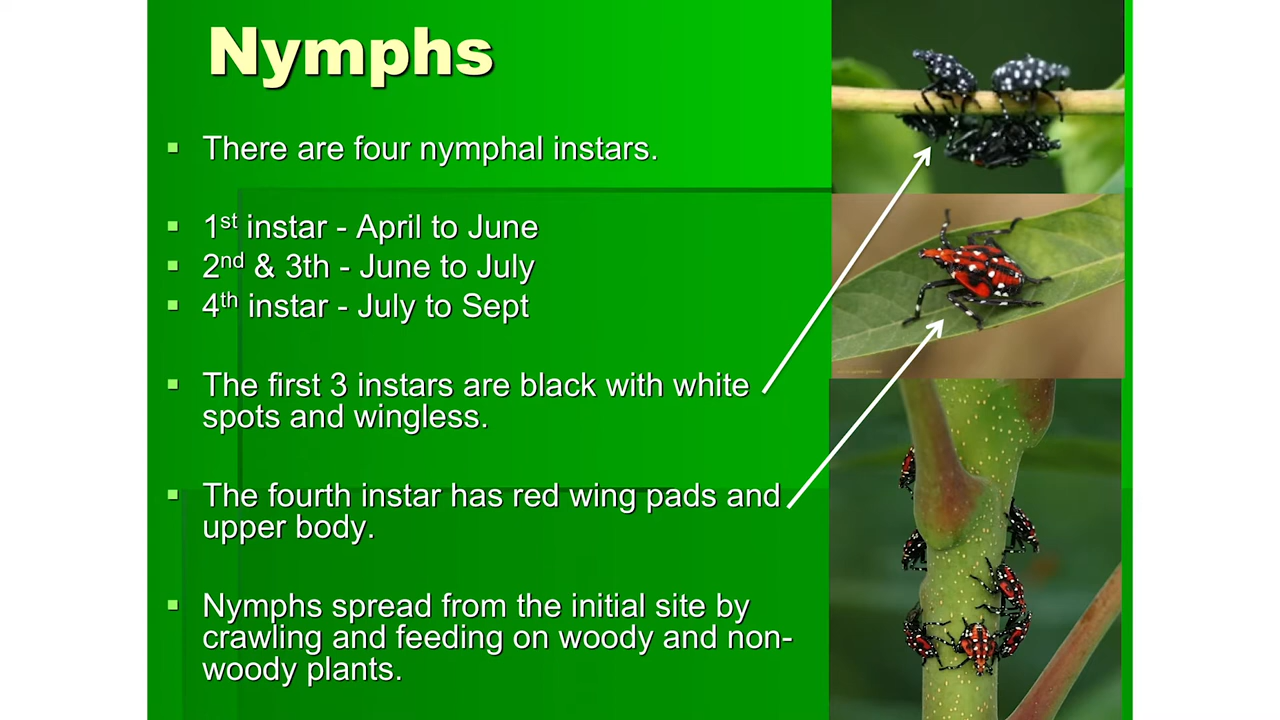 Nymphs
There are four nymphal instars.
1st instar - April to June
2nd & 3th - June to July
4th instar - July to Sept
The first 3 instars are black with white
spots and wingless.
The fourth instar has red wing pads and
upper body.
Nymphs spread from the initial site by
crawling and feeding on woody and non-
woody plants.